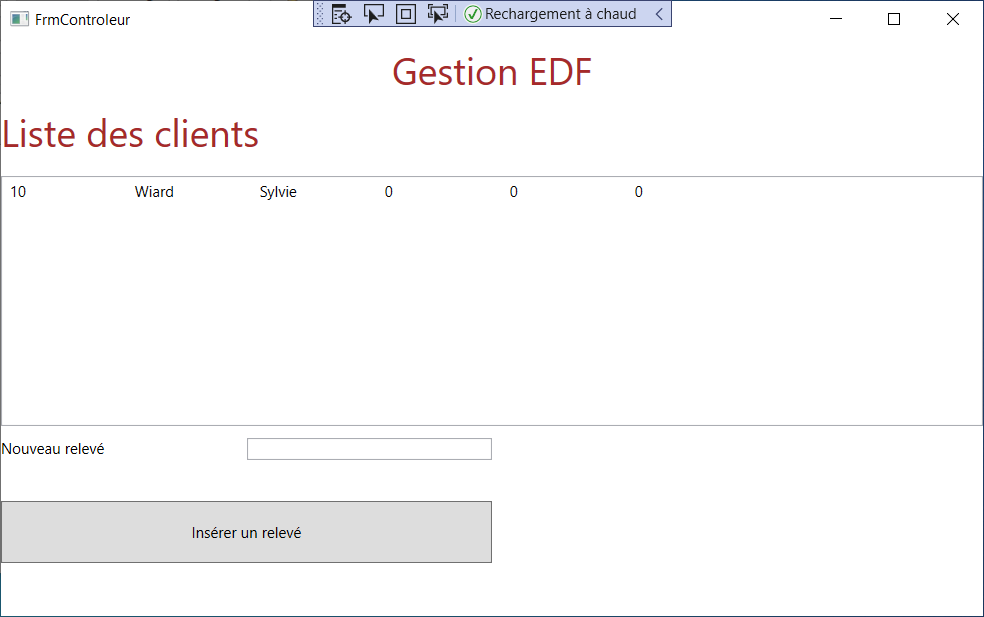 FrmControleur
Rechargement à chaud
Gestion EDF
Liste des clients
10 Wiard Sylvie 0 0 0
Nouveau relevé
Insérer un relevé